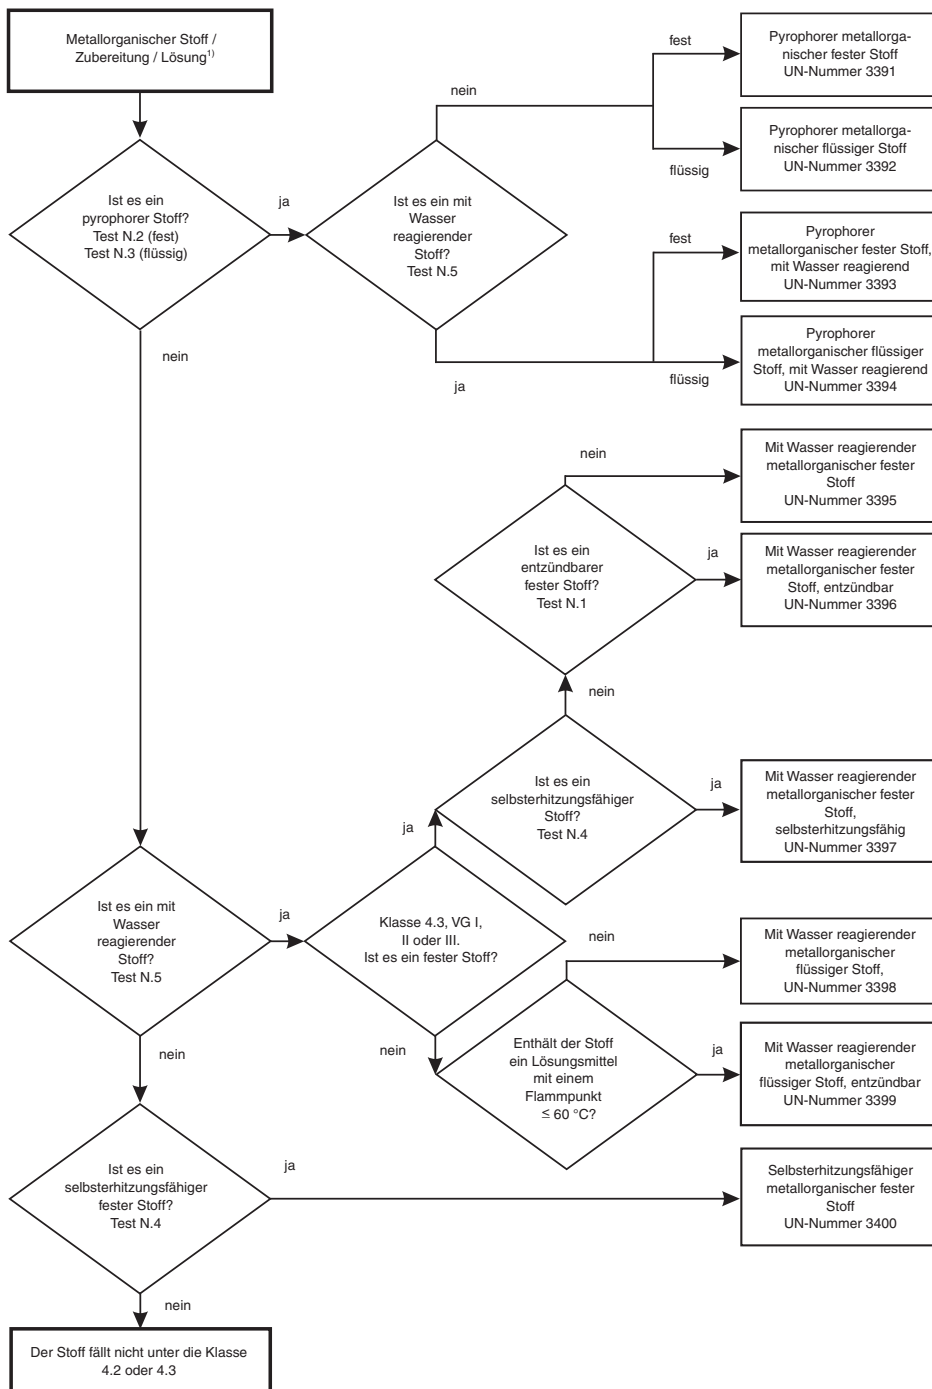 Metallorganischer Stoff /
Zubereitung / Lösung1)
Ist es ein
pyrophorer Stoff?
Test N.2 (fest)
Test N.3 (flüssig)
ja
nein
Ist es ein mit
Wasser
reagierender
Stoff?
Test N.5
nein
fest
Pyrophorer metallorga-
nischer fester Stoff
UN-Nummer 3391
flüssig
Pyrophorer metallorga-
nischer flüssiger Stoff
UN-Nummer 3392
ja
fest
Pyrophorer
metallorganischer fester Stoff,
mit Wasser reagierend
UN-Nummer 3393
flüssig
Pyrophorer
metallorganischer flüssiger
Stoff, mit Wasser reagierend
UN-Nummer 3394
nein
Mit Wasser reagierender
metallorganischer fester
Stoff
UN-Nummer 3395
Ist es ein
entzündbarer
fester Stoff?
Test N.1
ja
Mit Wasser reagierender
metallorganischer fester
Stoff, entzündbar
UN-Nummer 3396
nein
Ist es ein
selbsterhitzungsfähiger
Stoff?
Test N.4
ja
Mit Wasser reagierender
metallorganischer fester
Stoff,
selbsterhitzungsfähig
UN-Nummer 3397
ja
Ist es ein mit
Wasser
reagierender
Stoff?
Test N.5
ja
Klasse 4.3, VG I,
II oder III.
Ist es ein fester Stoff?
nein
Mit Wasser reagierender
metallorganischer
flüssiger Stoff,
UN-Nummer 3398
nein
nein
Enthält der Stoff
ein Lösungsmittel
mit einem
Flammpunkt
≤ 60 °C?
ja
Mit Wasser reagierender
metallorganischer
flüssiger Stoff, entzündbar
UN-Nummer 3399
Ist es ein
selbsterhitzungsfähiger
fester Stoff?
Test N.4
ja
Selbsterhitzungsfähiger
metallorganischer fester
Stoff
UN-Nummer 3400
nein
Der Stoff fällt nicht unter die Klasse
4.2 oder 4.3